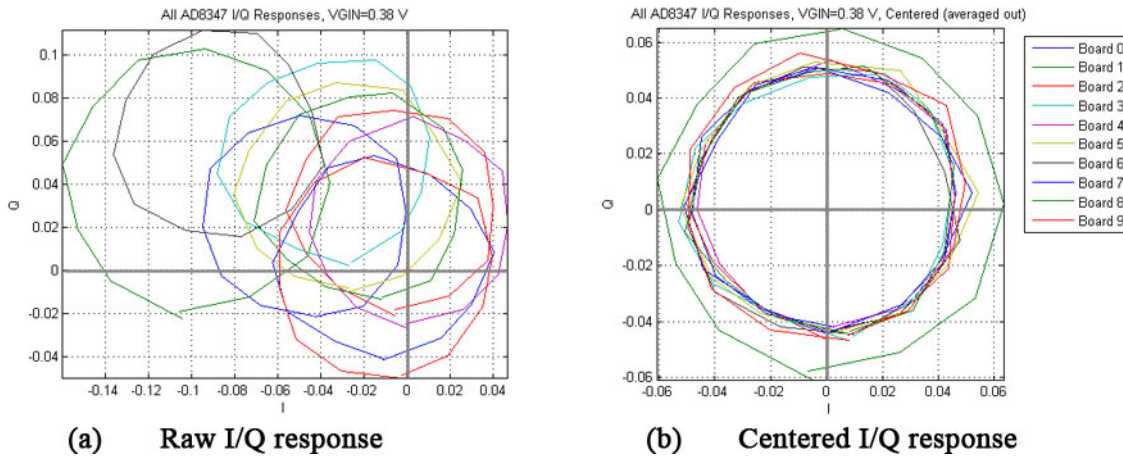 All AD8347 I/Q Responses, VGIN=0.38 V
0.1
0.08
0.06
0.04
0.02
0
-0.02
-0.04
Q
-0.14
-0.12
-0.1
-0.08
-0.06
-0.04
-0.02
0
0.02
0.04
I
(a) Raw I/Q response
All AD8347 I/Q Responses, VGIN=0.38 V, Centered (averaged out)
0.06
0.04
0.02
0
-0.02
-0.04
-0.06
Q
-0.06
-0.04
-0.02
0
0.02
0.04
0.06
I
Board 0
Board 1
Board 2
Board 3
Board 4
Board 5
Board 6
Board 7
Board 8
Board 9
(b) Centered I/Q response